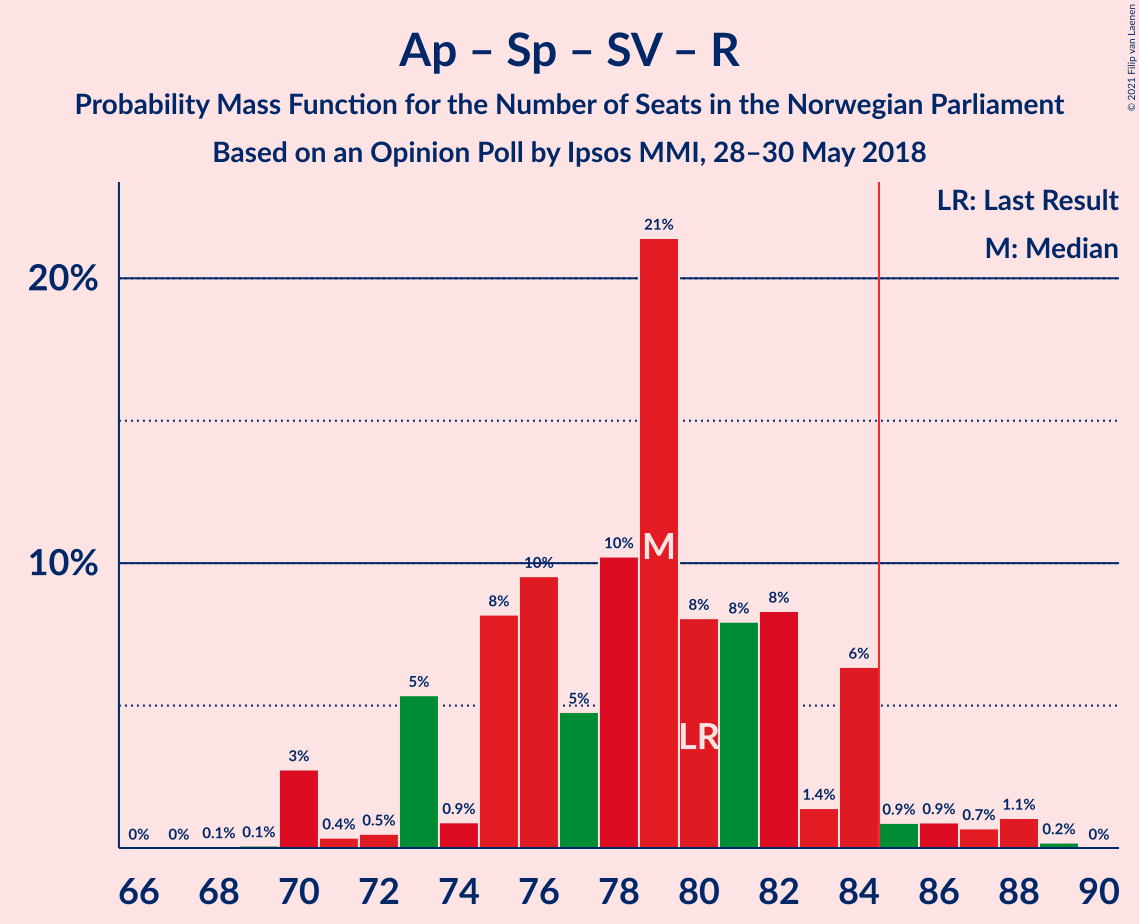 Ap – Sp – SV – R
Probability Mass Function for the Number of Seats in the Norwegian Parliament
Based on an Opinion Poll by Ipsos MMI, 28–30 May 2018
© 2021 Filip van Laenen
LR: Last Result
M: Median
20%
10%
0% 0% 0.1% 0.1% 3% 0.4% 0.5% 5% 0.9% 8% 10% 5% 10% 21% 8% 8% 8% 1.4% 6% 0.9% 0.9% 0.7% 1.1% 0.2% 0%
M
LR
66 68 70 72 74 76 78 80 82 84 86 88 90